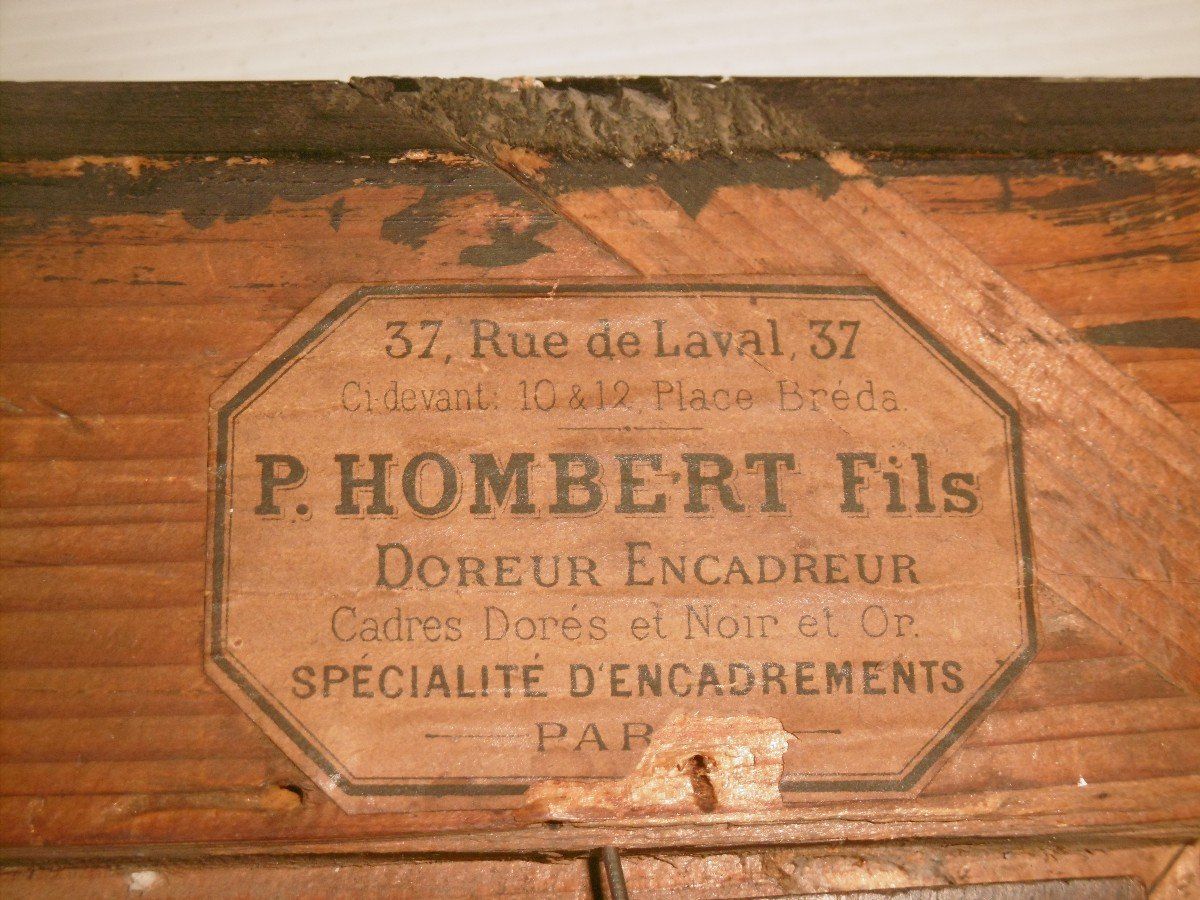 37, Rue de Laval, 37
Ci-devant: 10 & 12, Place Bréda.
P. HOMBERT Fils
DOREUR ENCADREUR
Cadres Dorés et Noir et Or.
SPÉCIALITÉ D'ENCADREMENTS